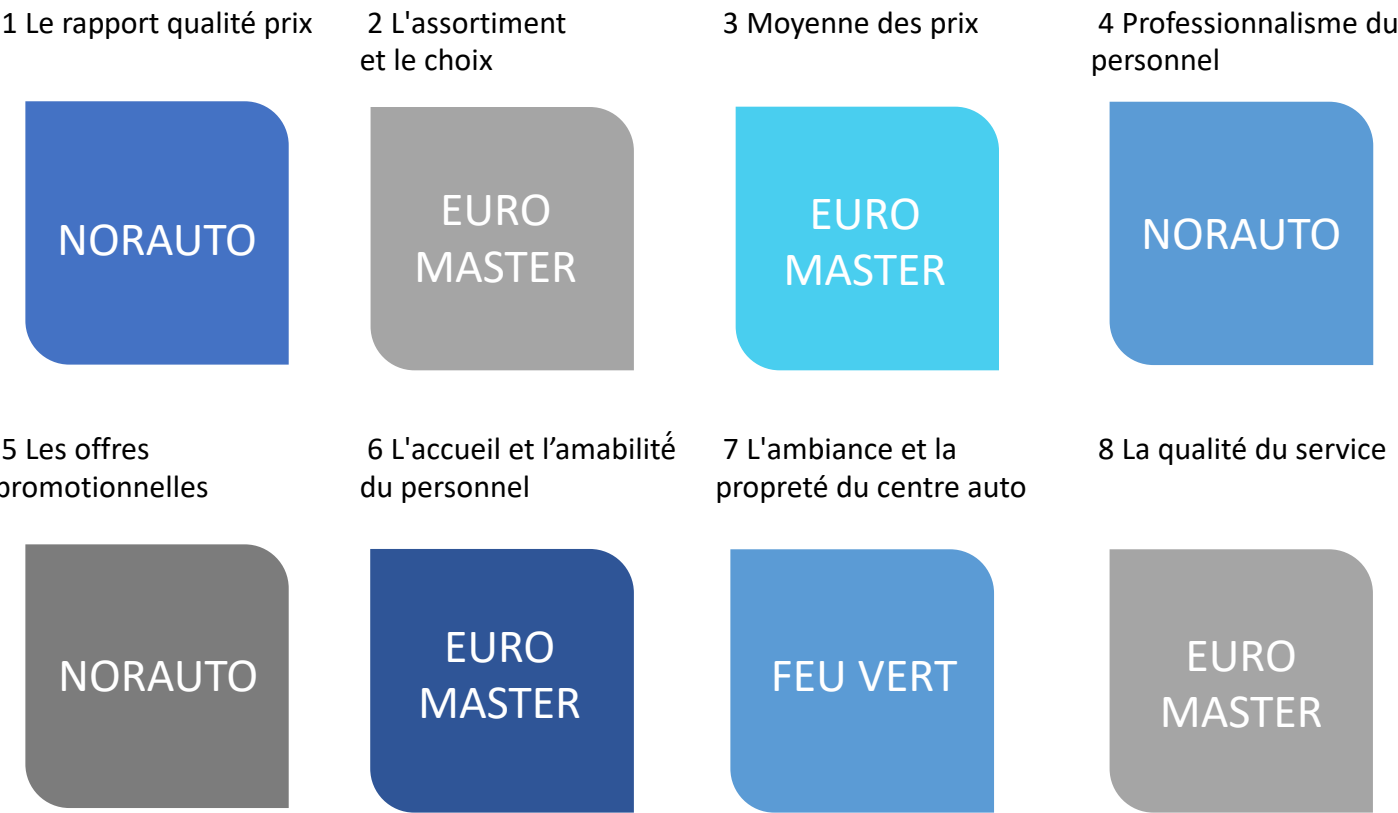 1 Le rapport qualité prix
2 L'assortiment
et le choix
3 Moyenne des prix
4 Professionnalisme du
personnel
NORAUTO
EURO
MASTER
EURO
MASTER
NORAUTO
5 Les offres
promotionnelles
6 L'accueil et l’amabilité́
du personnel
7 L'ambiance et la
propreté du centre auto
8 La qualité du service
NORAUTO
EURO
MASTER
FEU VERT
EURO
MASTER